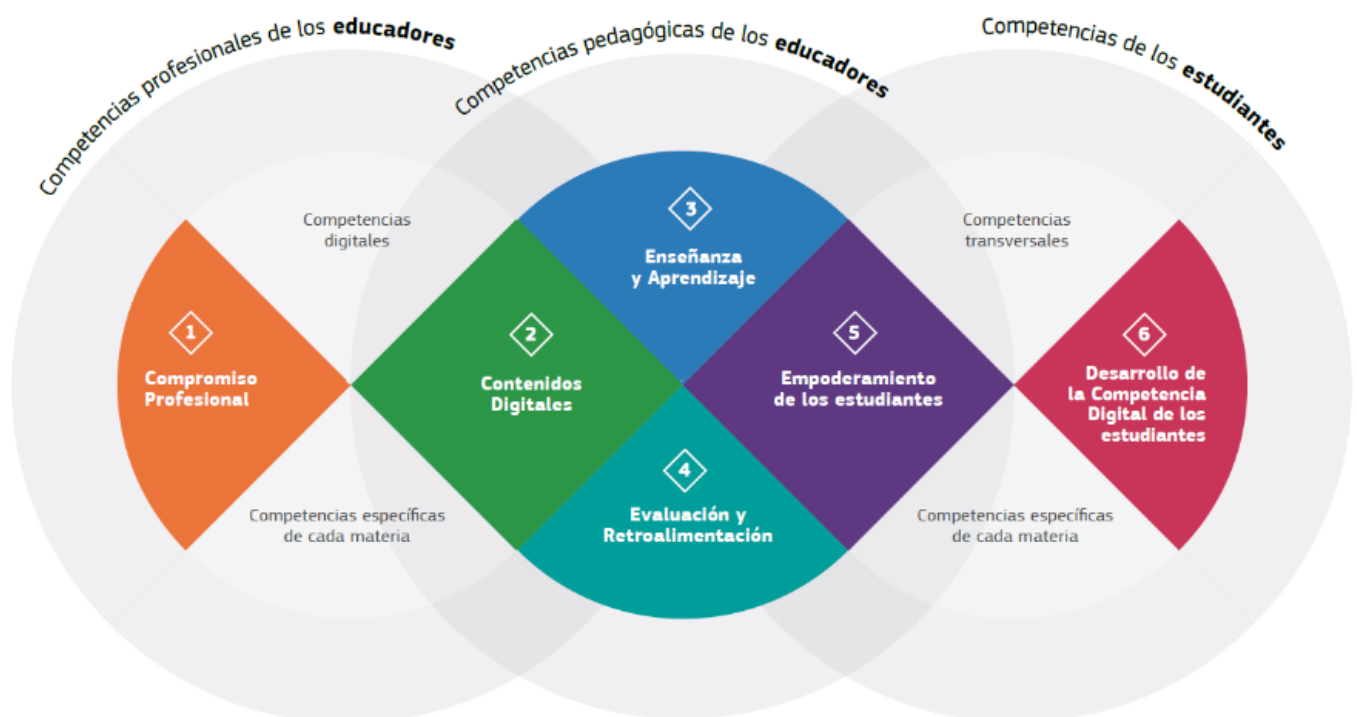 Competencias profesionales de los educadores
Competencias pedagógicas de los educadores
Competencias de los estudiantes
Competencias
digitales
Competencias
transversales
1
Compromiso
Profesional
2
Contenidos
Digitales
3
Enseñanza
y Aprendizaje
4
Evaluación y
Retroalimentación
5
Empoderamiento
de los estudiantes
6
Desarrollo de
la Competencia
Digital de los
estudiantes
Competencias específicas
de cada materia
Competencias específicas
de cada materia